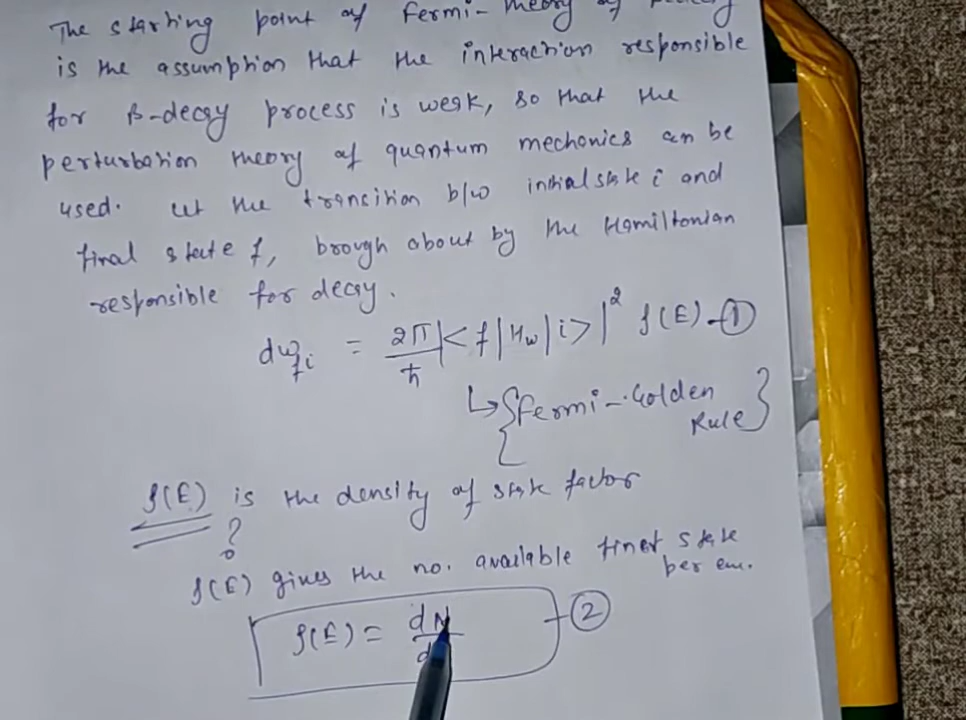 The starting point of Fermi-theory of
is the assumption that the interaction responsible
for β-decay process is weak, so that the
perturbation theory of quantum mechanics can be
used. Let the transition b/w initial state i and
final state f, brough about by the Hamiltonian
responsible for decay.
dω_fi = 2π/ħ |<f|H_w|i>|² ρ(E) -①
↳ {Fermi-Golden Rule}
ρ(E) is the density of state factor
?
ρ(E) gives the no. available final state
per en.
ρ(E) = dN/d -②